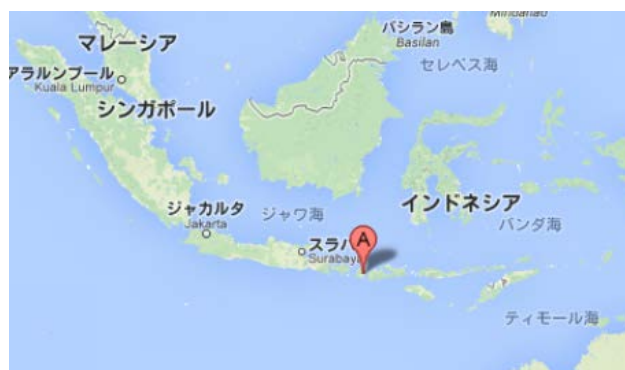 Mindanao
バシラン島
Basilan
マレーシア
セレベス海
アラルンプール
Kuala Lumpur
シンガポール
ジャカルタ
Jakarta
ジャワ海
インドネシア
バンダ海
スラバ
A
Surabaya
ティモール海